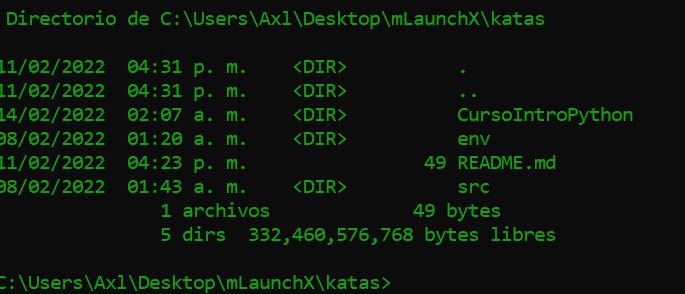 Directorio de C:\Users\Axl\Desktop\mLaunchX\katas
11/02/2022  04:31 p. m.    <DIR>          .
11/02/2022  04:31 p. m.    <DIR>          ..
14/02/2022  02:07 a. m.    <DIR>          CursoIntroPython
08/02/2022  01:20 a. m.    <DIR>          env
11/02/2022  04:23 p. m.                49 README.md
08/02/2022  01:43 a. m.    <DIR>          src
1 archivos             49 bytes
5 dirs  332,460,576,768 bytes libres
C:\Users\Axl\Desktop\mLaunchX\katas>